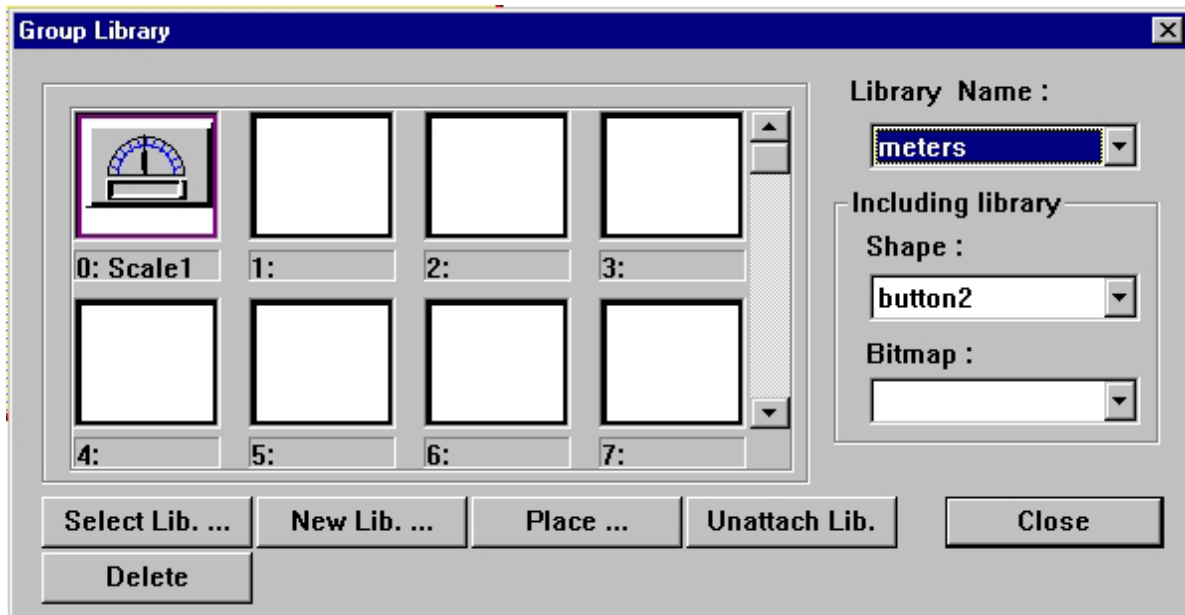 Group Library
Library Name :
meters
Including library
Shape :
button2
Bitmap :
0: Scale1
1:
2:
3:
4:
5:
6:
7:
Select Lib. ...
New Lib. ...
Place ...
Unattach Lib.
Close
Delete